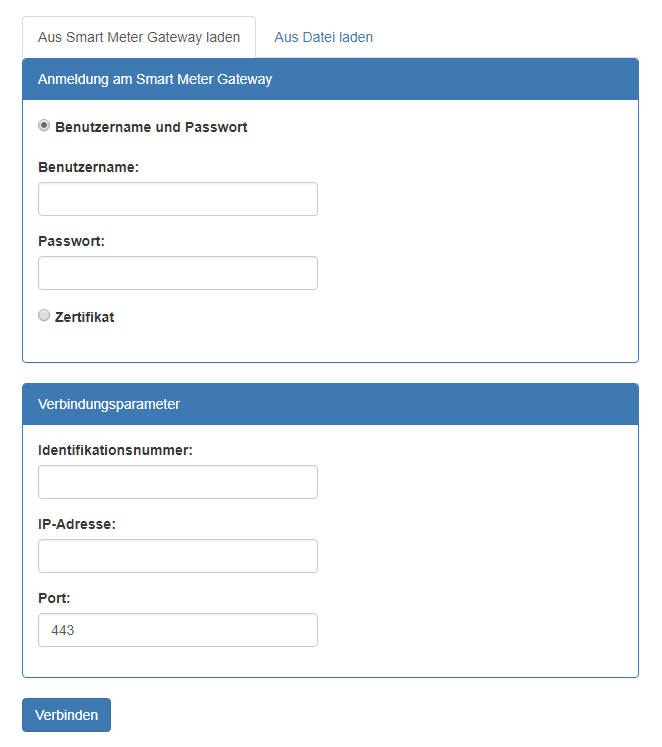 Aus Smart Meter Gateway laden Aus Datei laden
Anmeldung am Smart Meter Gateway
Benutzername und Passwort
Benutzername:
Passwort:
Zertifikat
Verbindungsparameter
Identifikationsnummer:
IP-Adresse:
Port:
443
Verbinden